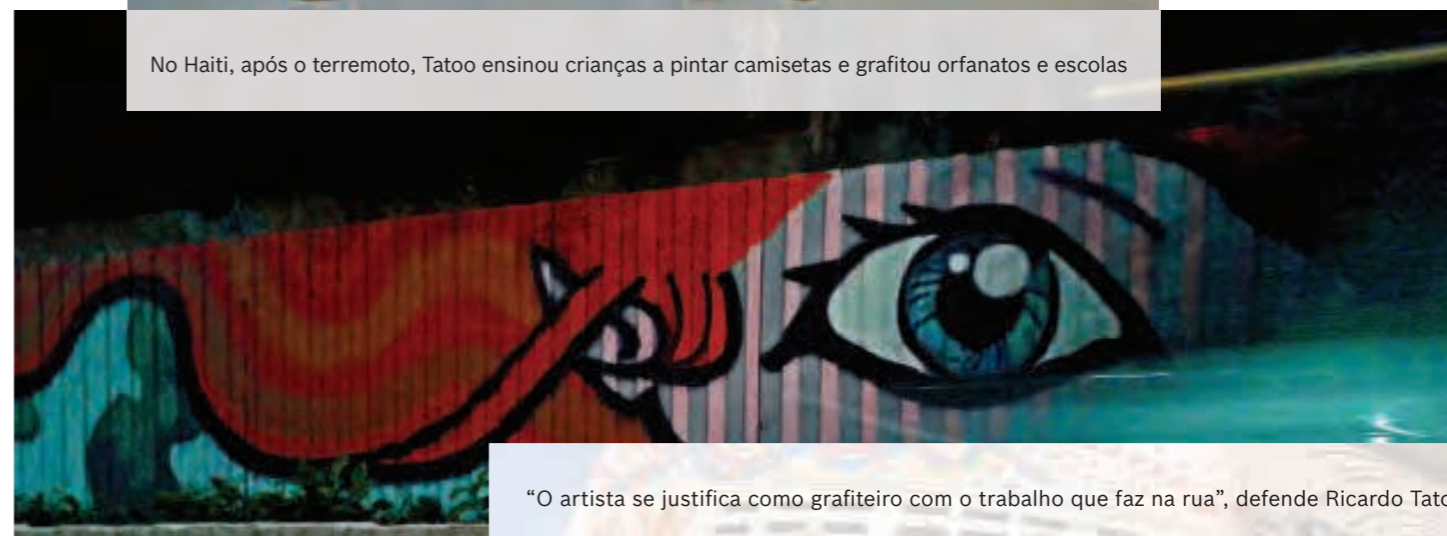 No Haiti, após o terremoto, Tatoo ensinou crianças a pintar camisetas e grafitou orfanatos e escolas
“O artista se justifica como grafiteiro com o trabalho que faz na rua”, defende Ricardo